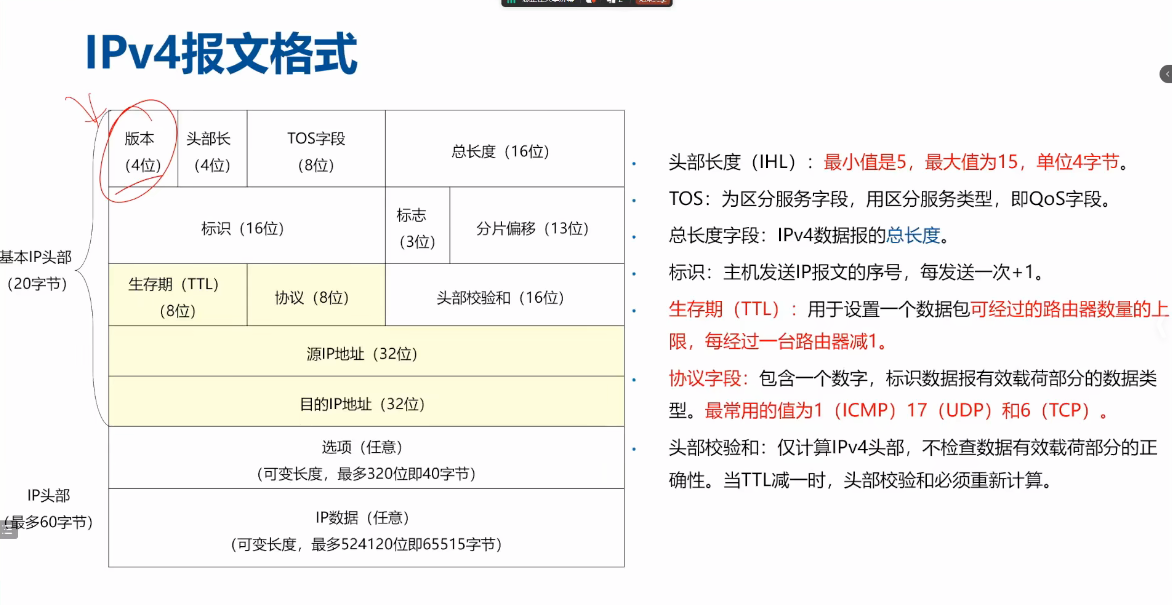 IPv4报文格式
版本
(4位)
头部长
(4位)
TOS字段
(8位)
总长度（16位）
标识（16位）
标志
（3位）
分片偏移（13位）
生存期（TTL）
(8位）
协议（8位）
头部校验和（16位）
源IP地址（32位）
目的IP地址（32位）
选项（任意）
（可变长度，最多320位即40字节）
IP数据（任意）
（可变长度，最多524120位即65515字节）
基本IP头部
（20字节）
IP头部
（最多60字节）
头部长度（IHL）：最小值是5，最大值为15，单位4字节。
TOS：为区分服务字段，用区分服务类型，即QoS字段。
总长度字段：IPv4数据报的总长度。
标识：主机发送IP报文的序号，每发送一次+1。
生存期（TTL）：用于设置一个数据包可经过的路由器数量的上
限，每经过一台路由器减1。
协议字段：包含一个数字，标识数据报有效载荷部分的数据类
型。最常用的值为1（ICMP）17（UDP）和6（TCP）。
头部校验和：仅计算IPv4头部，不检查数据有效载荷部分的正
确性。当TTL减一时，头部校验和必须重新计算。